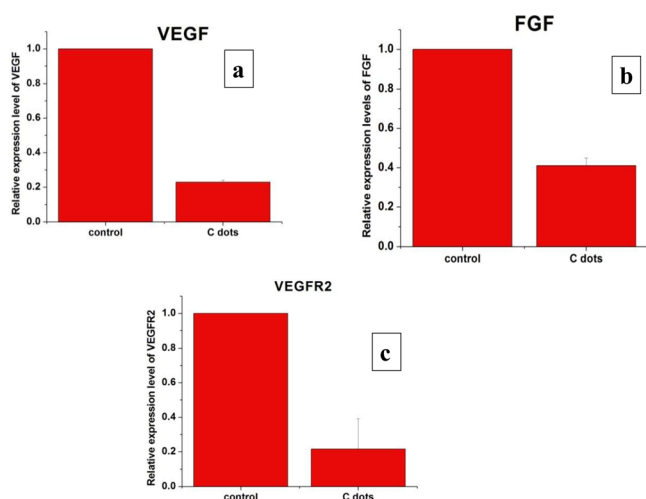 VEGF
a
Relative expression level of VEGF
1.0
0.8
0.6
0.4
0.2
0.0
control
C dots
FGF
b
Relative expression levels of FGF
1.0
0.8
0.6
0.4
0.2
0.0
control
C dots
VEGFR2
c
Relative expression level of VEGFR2
1.0
0.8
0.6
0.4
0.2
0.0
control
C dots